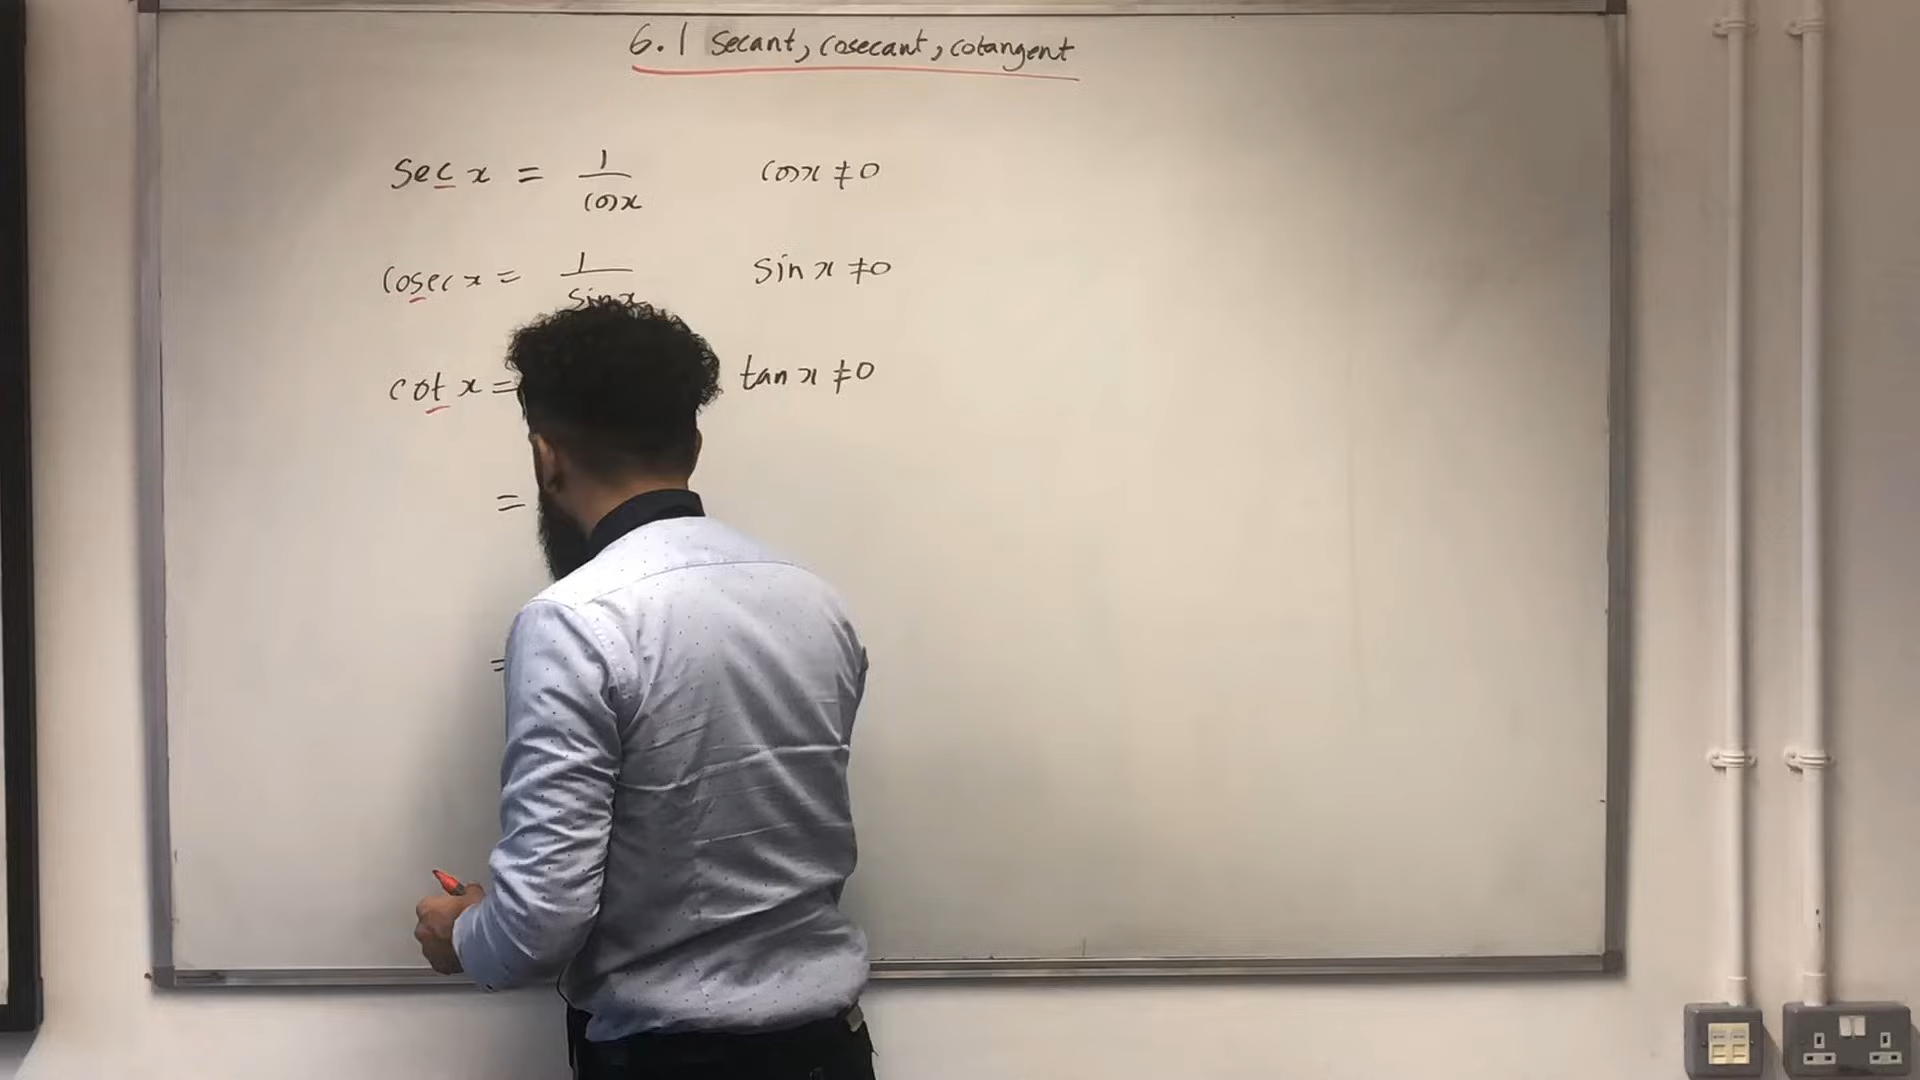 6.1 Secant, cosecant, cotangent
Sec x = 1/cos x    cos x ≠ 0
Cosec x = 1/sin x    sin x ≠ 0
cot x =    tan x ≠ 0
=
=